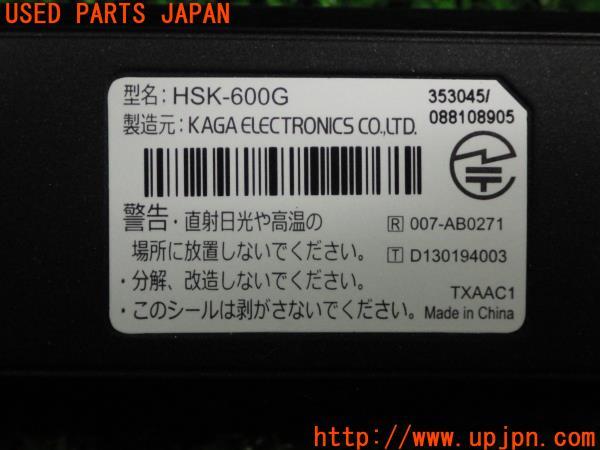 USED PARTS JAPAN
型名: HSK-600G
353045/
製造元: KAGA ELECTRONICS CO.,LTD.
088108905
警告・直射日光や高温の
場所に放置しないでください。
・分解、改造しないでください。
・このシールは剥がさないでください。
R 007-AB0271
T D130194003
TXAAC1
Made in China
http://www.upjpn.com